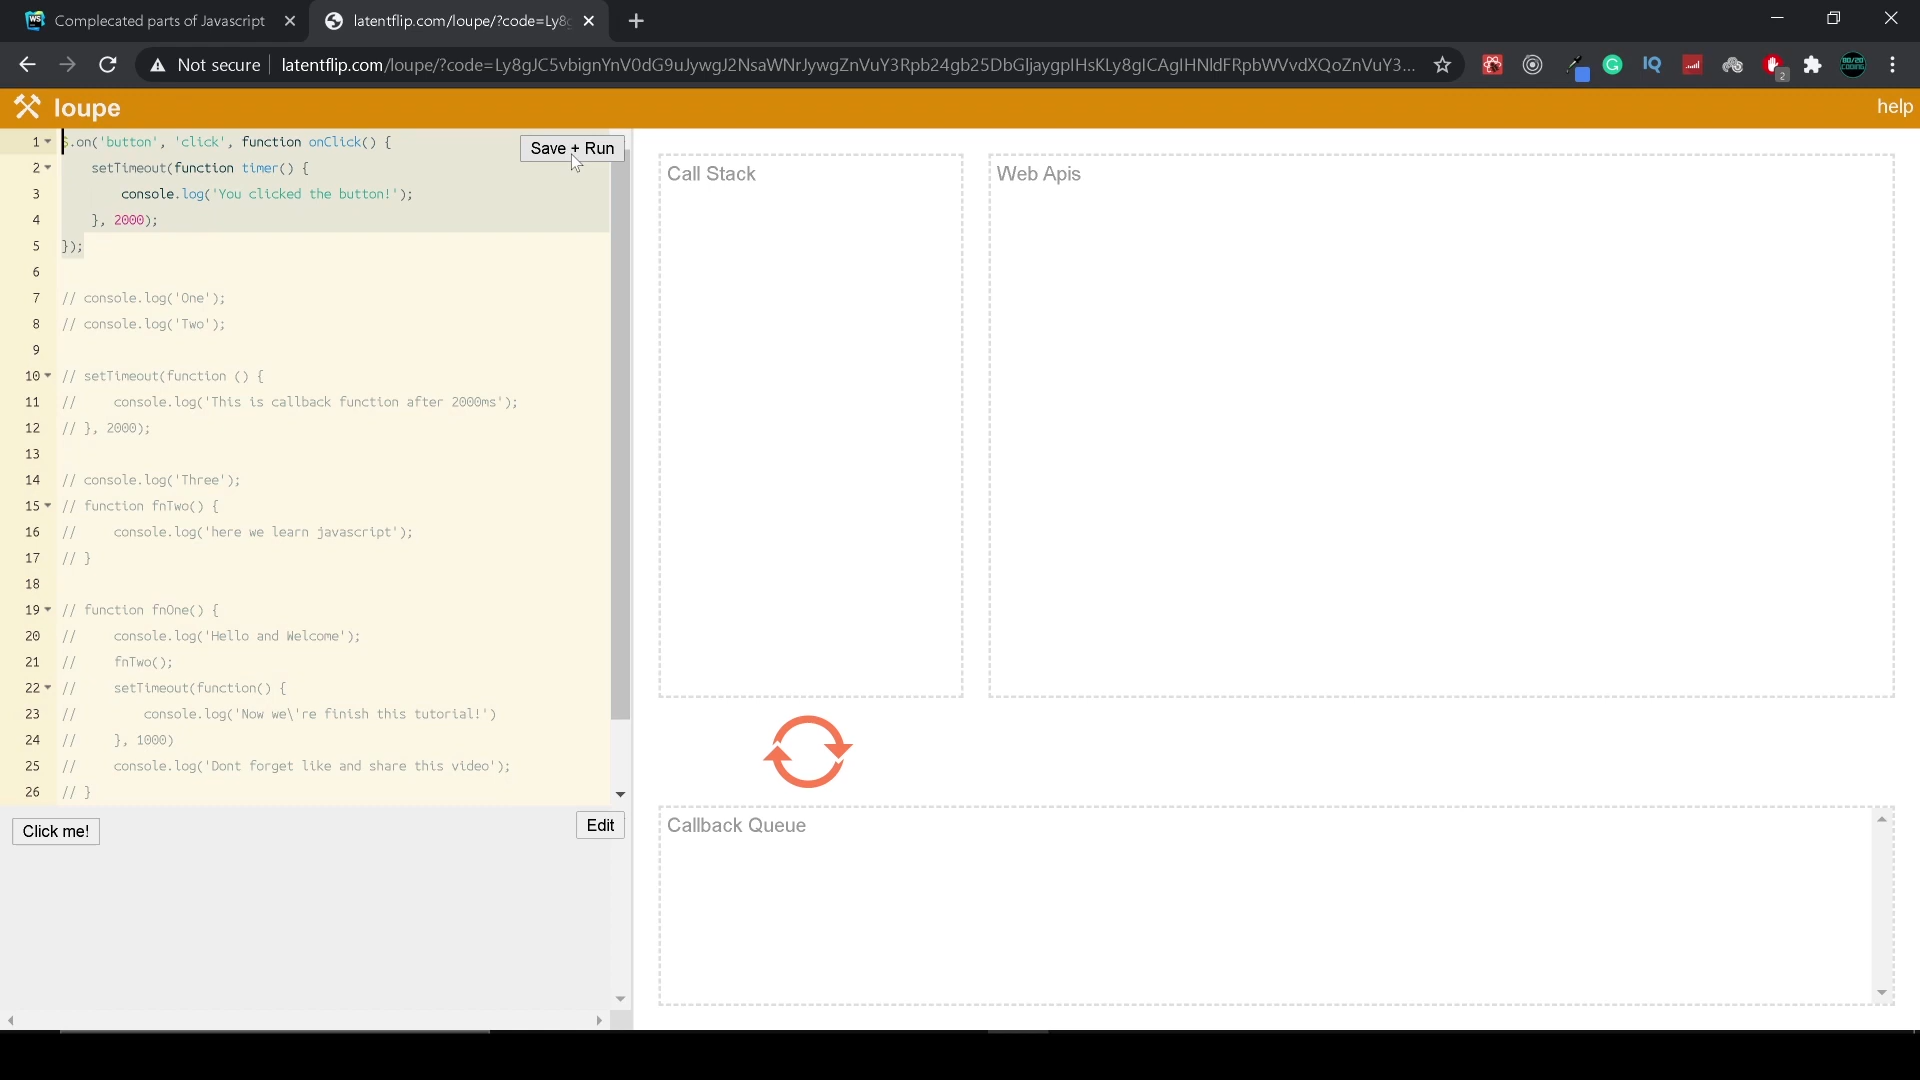 Complecated parts of Javascript
latentflip.com/loupe/?code=Ly8g
Not secure
latentflip.com/loupe/?code=Ly8gJC5vbignYnV0dG9uJywgJ2NsaWNrJywgZnVuY3Rpb24gb25DbGljaygpIHsKLy8gICAgIHNldFRpbWVvdXQoZnVuY3...
IQ
2
loupe
help
1 $.on('button', 'click', function onClick() {
Save + Run
2 setTimeout(function timer() {
3 console.log('You clicked the button!');
4 }, 2000);
5 });
6
7 // console.log('One');
8 // console.log('Two');
9
10 // setTimeout(function () {
11 // console.log('This is callback function after 2000ms');
12 // }, 2000);
13
14 // console.log('Three');
15 // function fnTwo() {
16 // console.log('here we learn javascript');
17 // }
18
19 // function fnOne() {
20 // console.log('Hello and Welcome');
21 // fnTwo();
22 // setTimeout(function() {
23 // console.log('Now we\'re finish this tutorial!')
24 // }, 1000)
25 // console.log('Dont forget like and share this video');
26 // }
Click me!
Edit
Call Stack
Web Apis
Callback Queue